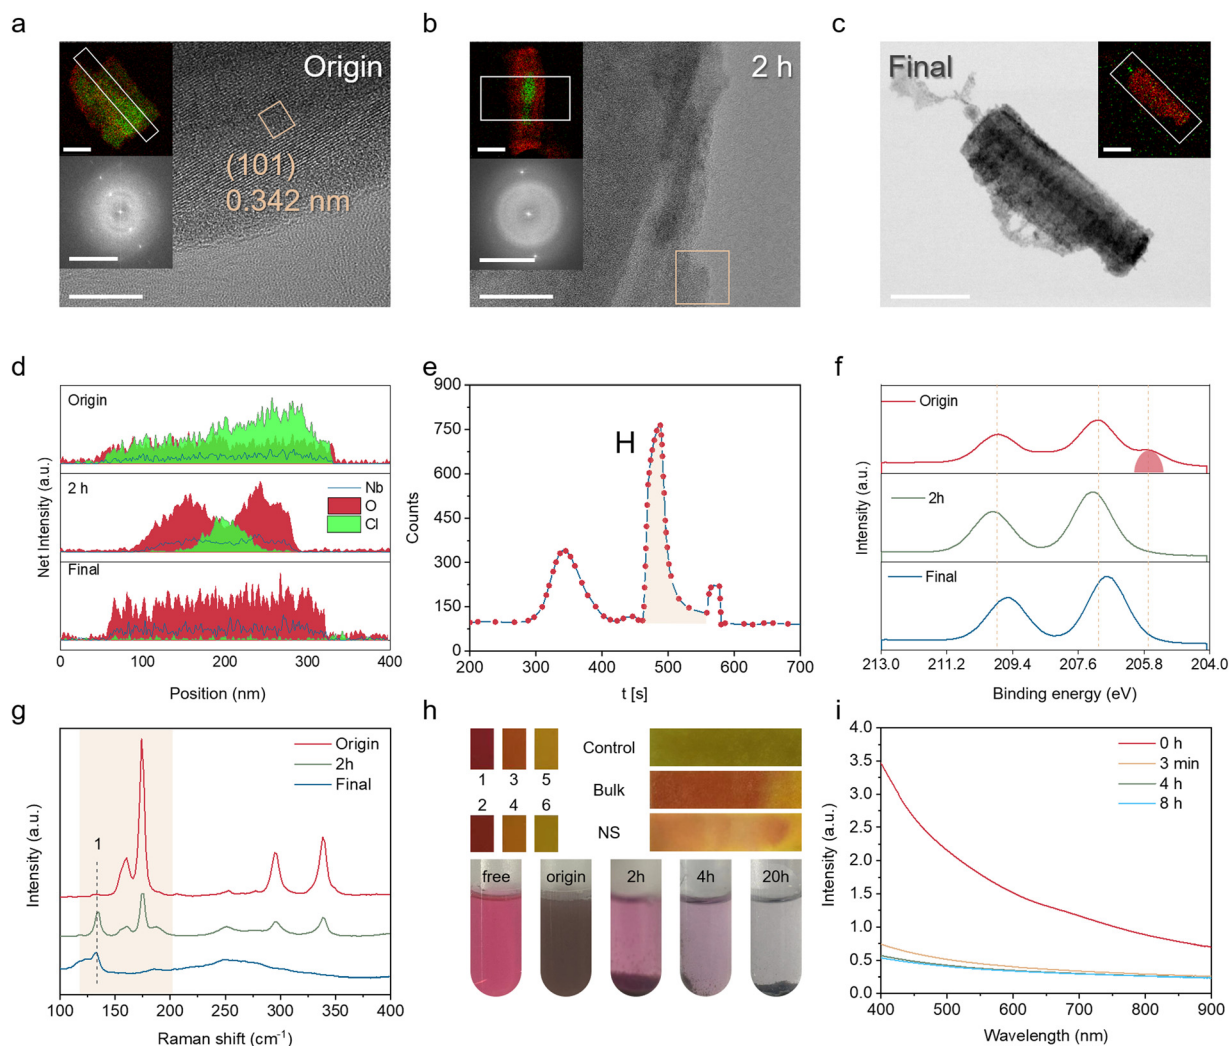 a
Origin
(101)
0.342 nm
b
2 h
c
Final
d
Origin
2 h
Nb
O
Cl
Final
Net Intensity (a.u.)
0
100
200
300
400
Position (nm)
e
900
750
600
450
300
150
0
Counts
H
200
300
400
500
600
700
t [s]
f
Origin
2h
Final
Intensity (a.u.)
213.0
211.2
209.4
207.6
205.8
204.0
Binding energy (eV)
g
Origin
2h
Final
1
Intensity (a.u.)
100
150
200
250
300
350
400
Raman shift (cm⁻¹)
h
1
3
5
2
4
6
Control
Bulk
NS
free
origin
2h
4h
20h
i
4.0
3.5
3.0
2.5
2.0
1.5
1.0
0.5
0.0
Intensity (a.u.)
0 h
3 min
4 h
8 h
400
500
600
700
800
900
Wavelength (nm)